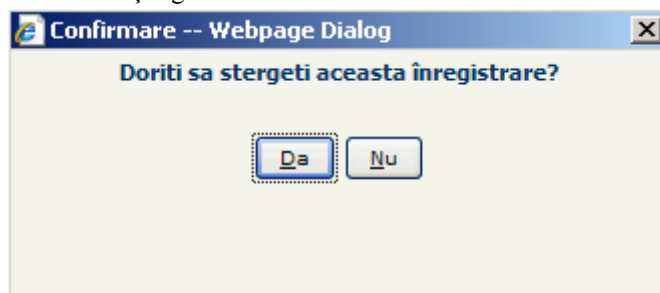 Confirmare -- Webpage Dialog
Doriti sa stergeti aceasta înregistrare?
Da Nu